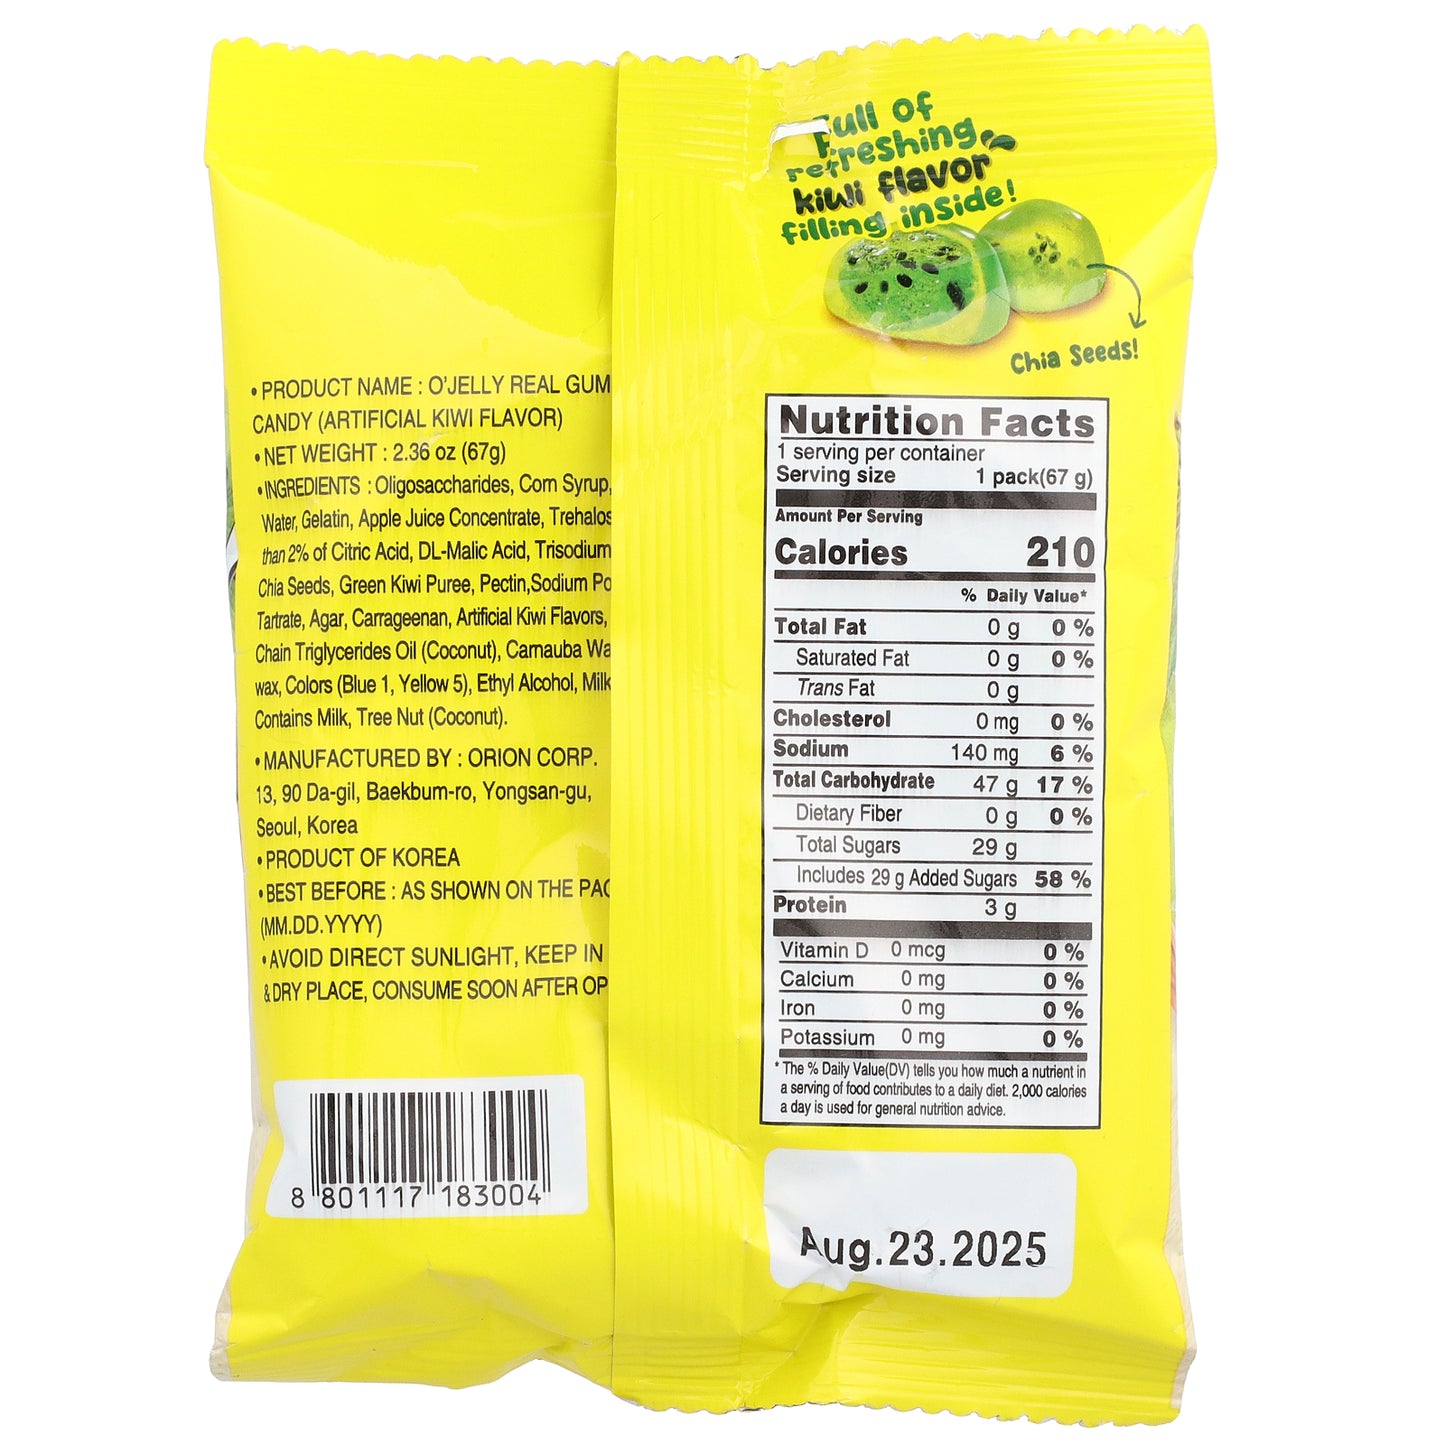 Full of
refreshing
kiwi flavor
filling inside!
Chia Seeds!
• PRODUCT NAME : O'JELLY REAL
CANDY (ARTIFICIAL KIWI FLAVOR)
• NET WEIGHT : 2.36 oz (67g)
• INGREDIENTS : Oligosaccharides, Corn Syrup,
Water, Gelatin, Apple Juice Concentrate,
than 2% of Citric Acid, DL-Malic Acid, Trisodium
Chia Seeds, Green Kiwi Puree, Pectin,Sodium
Tartrate, Agar, Carrageenan, Artificial Kiwi Flavors,
Chain Triglycerides Oil (Coconut), Carnauba
wax, Colors (Blue 1, Yellow 5), Ethyl Alcohol, Milk
Contains Milk, Tree Nut (Coconut).
• MANUFACTURED BY : ORION CORP.
13, 90 Da-gil, Baekbum-ro, Yongsan-gu,
Seoul, Korea
• PRODUCT OF KOREA
• BEST BEFORE : AS SHOWN ON THE
(MM.DD.YYYY)
• AVOID DIRECT SUNLIGHT, KEEP IN
& DRY PLACE, CONSUME SOON AFTER
8 801117 183004
Nutrition Facts
1 serving per container
Serving size 1 pack(67 g)
Amount Per Serving
Calories 210
% Daily Value*
Total Fat 0 g 0 %
Saturated Fat 0 g 0 %
Trans Fat 0 g
Cholesterol 0 mg 0 %
Sodium 140 mg 6 %
Total Carbohydrate 47 g 17 %
Dietary Fiber 0 g 0 %
Total Sugars 29 g
Includes 29 g Added Sugars 58 %
Protein 3 g
Vitamin D 0 mcg 0 %
Calcium 0 mg 0 %
Iron 0 mg 0 %
Potassium 0 mg 0 %
* The % Daily Value(DV) tells you how much a nutrient in
a serving of food contributes to a daily diet. 2,000 calories
a day is used for general nutrition advice.
Aug.23.2025